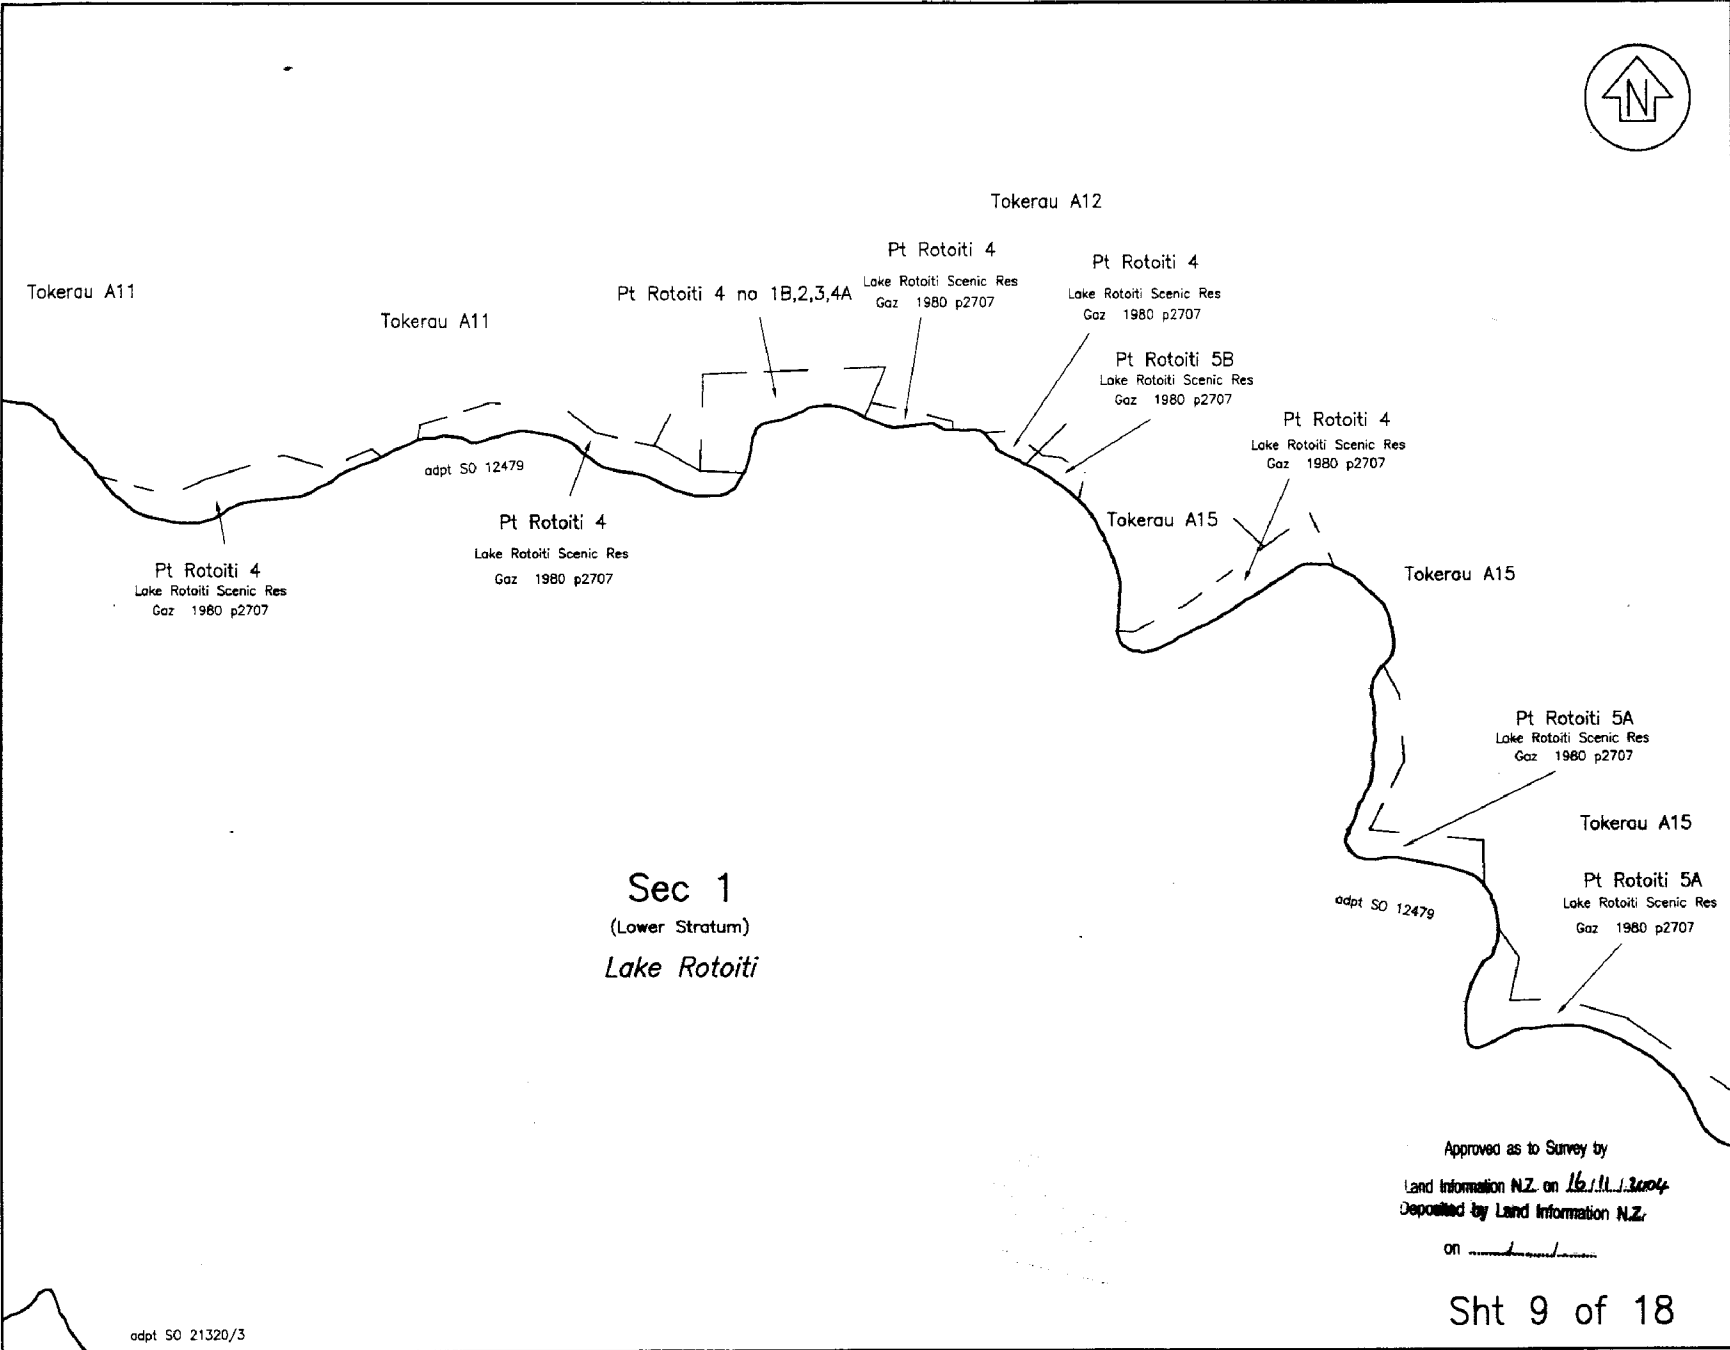 N
Tokerau A12
Pt Rotoiti 4
Lake Rotoiti Scenic Res
Gaz 1980 p2707
Pt Rotoiti 4
Lake Rotoiti Scenic Res
Gaz 1980 p2707
Tokerau A11
Tokerau A11
Pt Rotoiti 4 no 1B,2,3,4A
Pt Rotoiti 5B
Lake Rotoiti Scenic Res
Gaz 1980 p2707
Pt Rotoiti 4
Lake Rotoiti Scenic Res
Gaz 1980 p2707
adpt SO 12479
Pt Rotoiti 4
Lake Rotoiti Scenic Res
Gaz 1980 p2707
Tokerau A15
Pt Rotoiti 4
Lake Rotoiti Scenic Res
Gaz 1980 p2707
Tokerau A15
Pt Rotoiti 5A
Lake Rotoiti Scenic Res
Gaz 1980 p2707
Tokerau A15
Pt Rotoiti 5A
Lake Rotoiti Scenic Res
Gaz 1980 p2707
adpt SO 12479
Sec 1
(Lower Stratum)
Lake Rotoiti
Approved as to Survey by
Land Information N.Z. on 16/11/2004
Deposited by Land Information N.Z.
on ......../......../........
Sht 9 of 18
adpt SO 21320/3